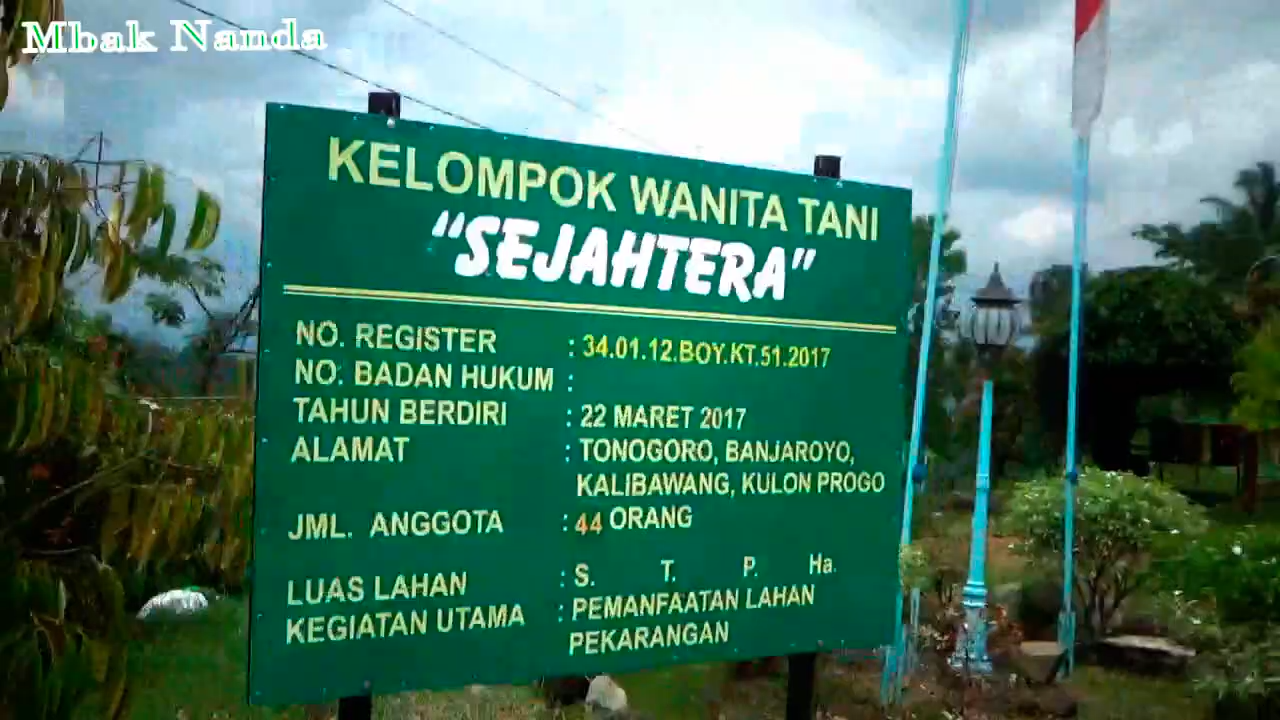 Mbak Nanda
KELOMPOK WANITA TANI
"SEJAHTERA"
NO. REGISTER : 34.01.12.BOY.KT.51.2017
NO. BADAN HUKUM :
TAHUN BERDIRI : 22 MARET 2017
ALAMAT : TONOGORO, BANJAROYO,
KALIBAWANG, KULON PROGO
JML. ANGGOTA : 44 ORANG
LUAS LAHAN : S. T. P. Ha.
KEGIATAN UTAMA : PEMANFAATAN LAHAN
PEKARANGAN